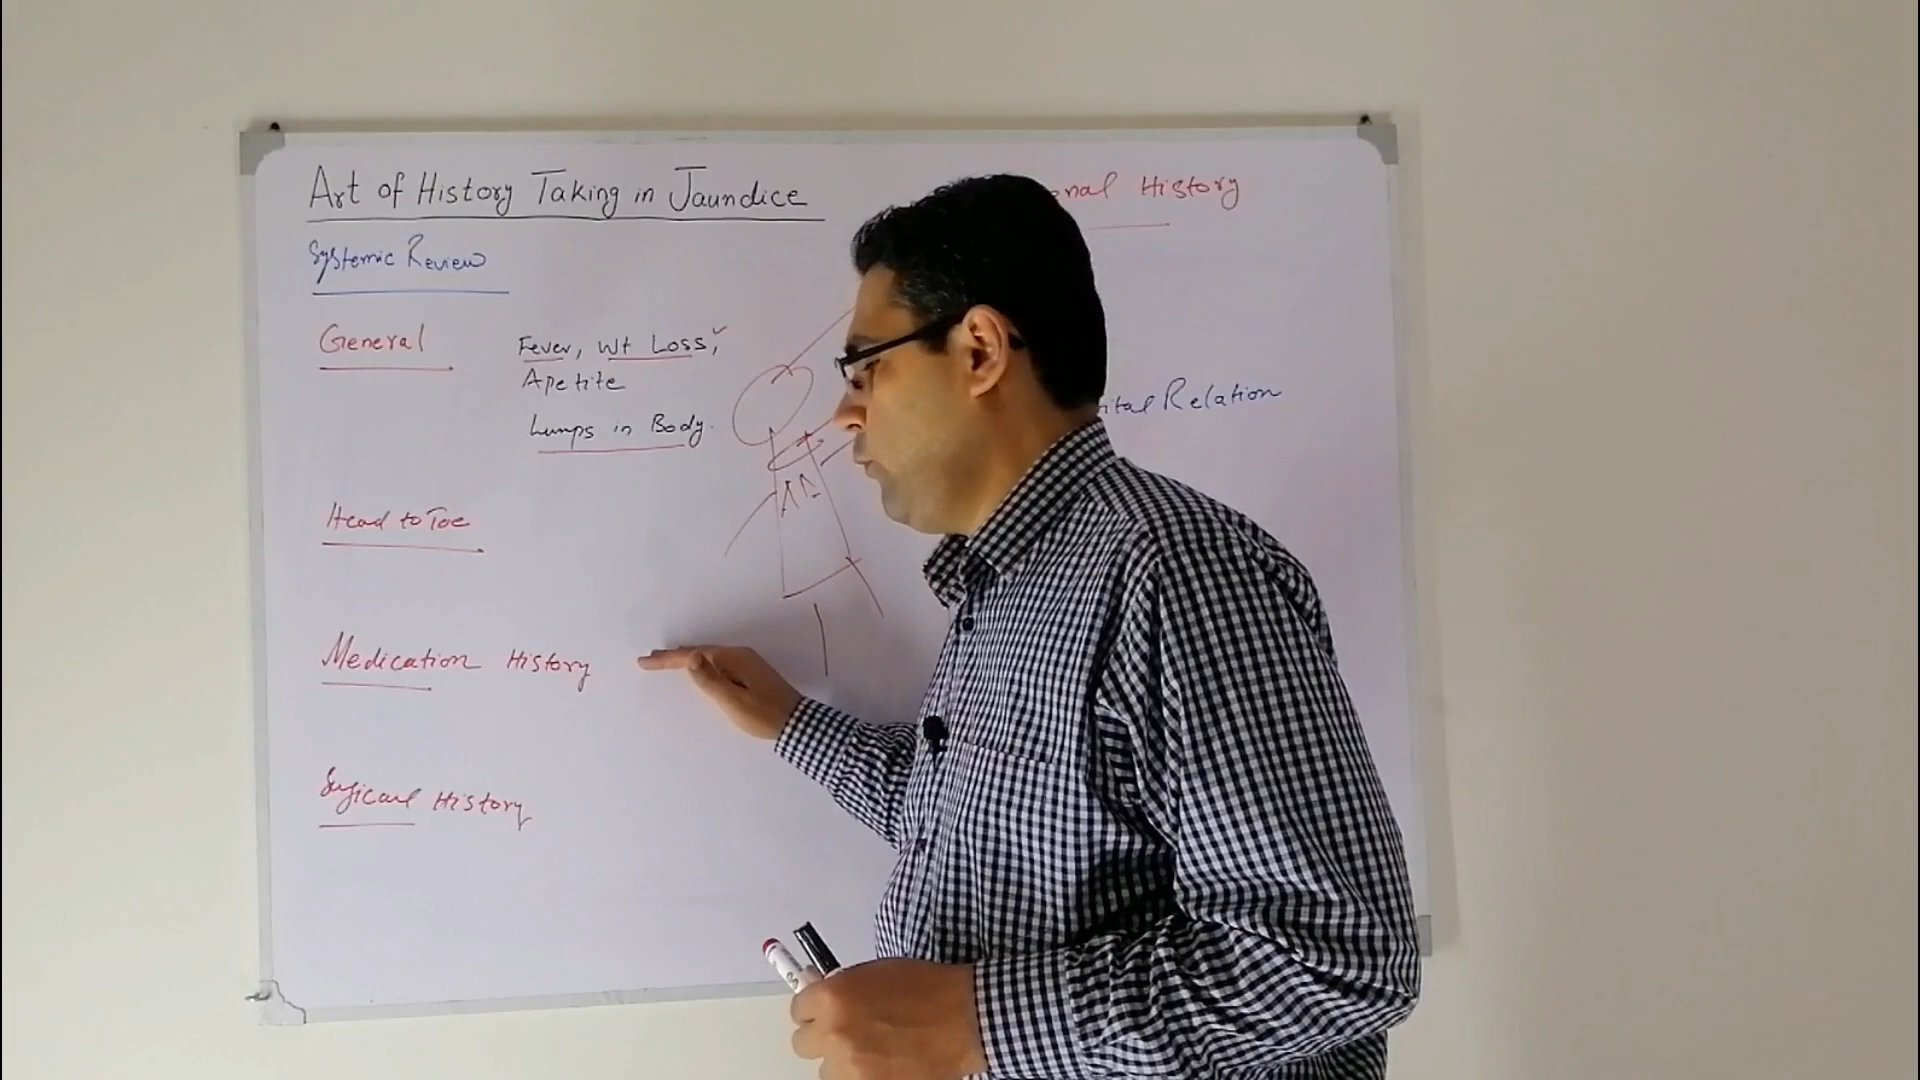 Art of History Taking in Jaundice
Systemic Review
General
Fever, Wt Loss,
Apetite
Lumps in Body.
Head to Toe
Medication History
Surgical History
nal History
Relation